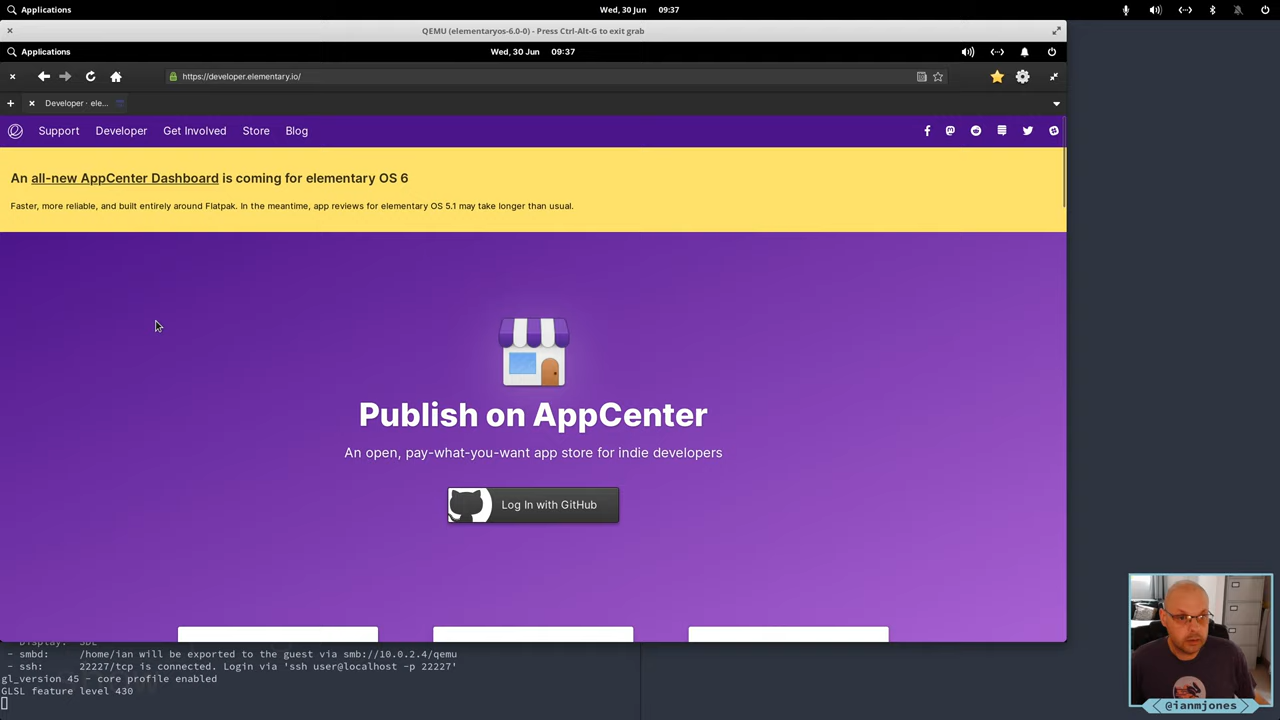 Applications
Wed, 30 Jun 09:37
QEMU (elementaryos-6.0-0) - Press Ctrl-Alt-G to exit grab
Applications
Wed, 30 Jun 09:37
https://developer.elementary.io/
Developer · ele...
Support Developer Get Involved Store Blog
An all-new AppCenter Dashboard is coming for elementary OS 6
Faster, more reliable, and built entirely around Flatpak. In the meantime, app reviews for elementary OS 5.1 may take longer than usual.
Publish on AppCenter
An open, pay-what-you-want app store for indie developers
Log In with GitHub
- smbd: /home/ian will be exported to the guest via smb://10.0.2.4/qemu
- ssh: 22227/tcp is connected. Login via 'ssh user@localhost -p 22227'
gl_version 45 - core profile enabled
GLSL feature level 430
@ianmjones